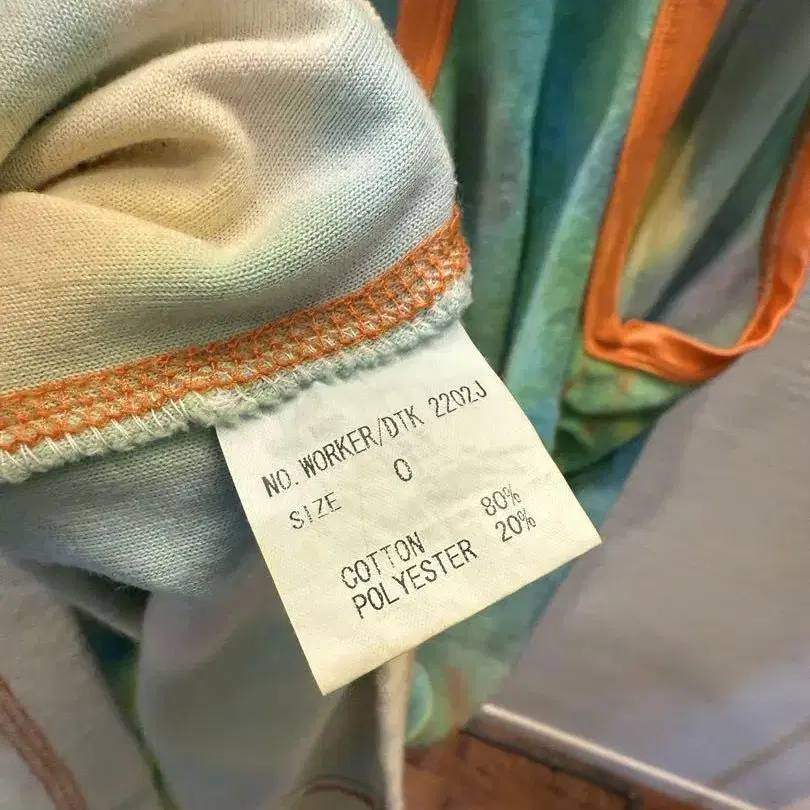 NO. WORKER/DTK 2202J
SIZE 0
COTTON 80%
POLYESTER 20%